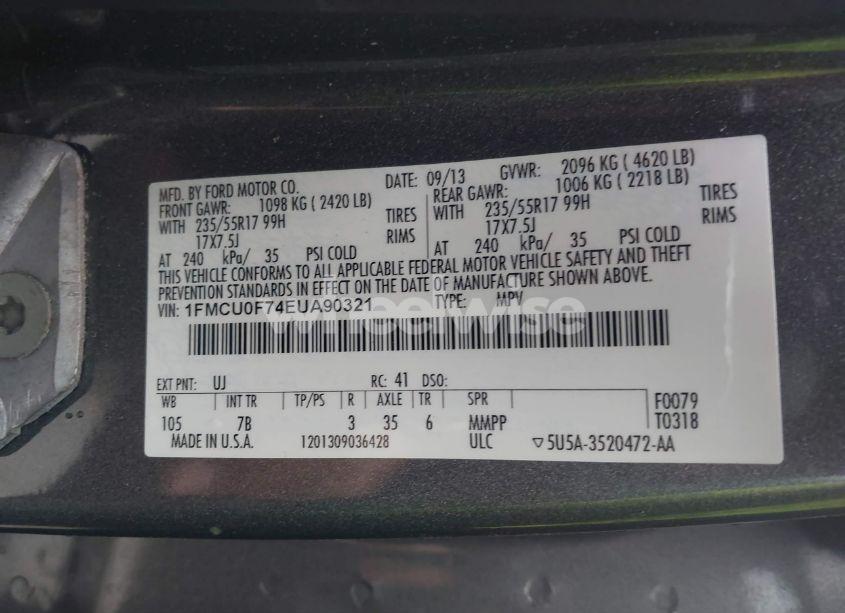 MFD. BY FORD MOTOR CO. DATE: 09/13 GVWR: 2096 KG ( 4620 LB)
FRONT GAWR: 1098 KG ( 2420 LB) REAR GAWR: 1006 KG ( 2218 LB)
WITH 235/55R17 99H TIRES WITH 235/55R17 99H TIRES
17X7.5J RIMS 17X7.5J RIMS
AT 240 kPa/ 35 PSI COLD AT 240 kPa/ 35 PSI COLD
THIS VEHICLE CONFORMS TO ALL APPLICABLE FEDERAL MOTOR VEHICLE SAFETY AND THEFT
PREVENTION STANDARDS IN EFFECT ON THE DATE OF MANUFACTURE SHOWN ABOVE.
VIN: 1FMCU0F74EUA90321 TYPE: MPV
wheelwise
EXT PNT: UJ RC: 41 DSO:
WB INT TR TP/PS R AXLE TR SPR F0079
105 7B 3 35 6 MMPP T0318
MADE IN U.S.A. 1201309036428 ULC ▽5U5A-3520472-AA